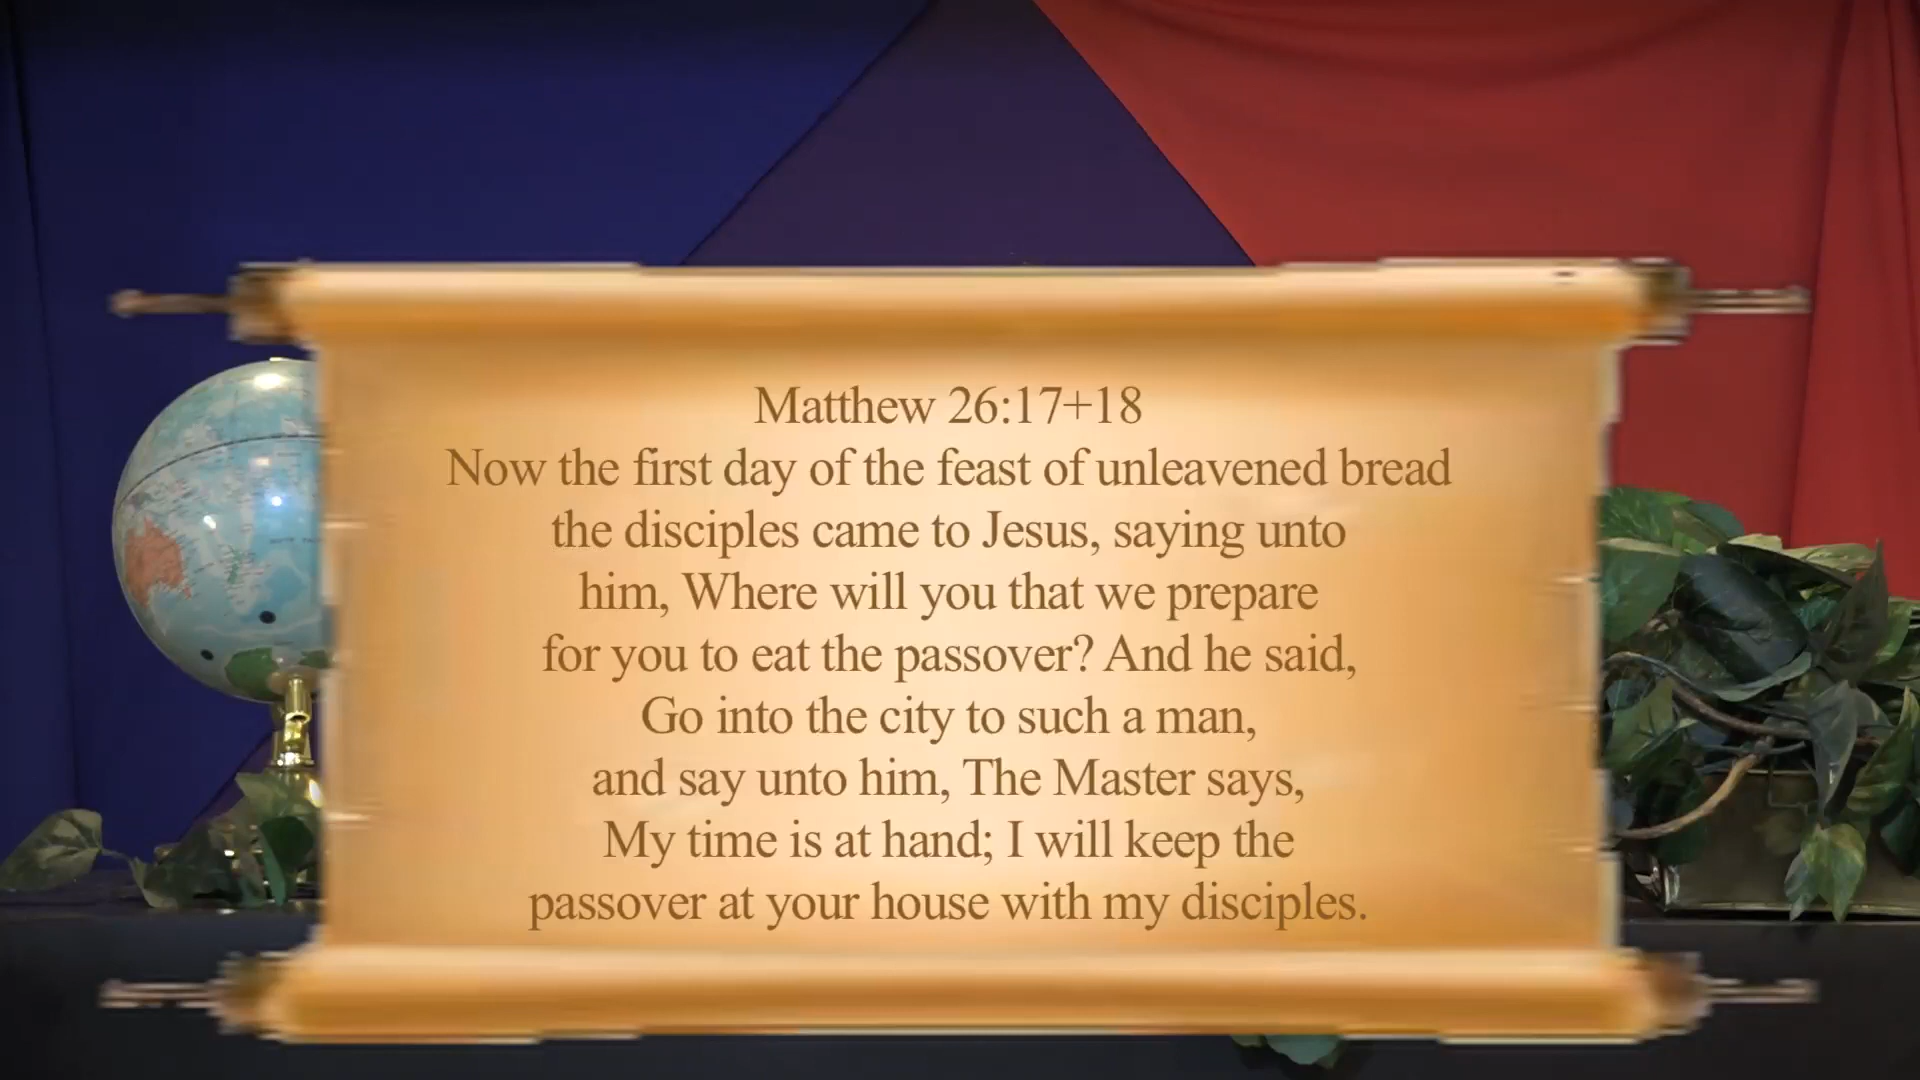 Matthew 26:17+18
Now the first day of the feast of unleavened bread
the disciples came to Jesus, saying unto
him, Where will you that we prepare
for you to eat the passover? And he said,
Go into the city to such a man,
and say unto him, The Master says,
My time is at hand; I will keep the
passover at your house with my disciples.